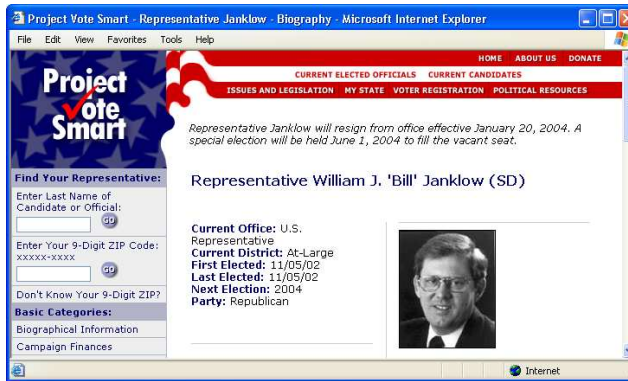 Project Vote Smart - Representative Janklow - Biography - Microsoft Internet Explorer
File Edit View Favorites Tools Help
HOME ABOUT US DONATE
CURRENT ELECTED OFFICIALS CURRENT CANDIDATES
ISSUES AND LEGISLATION MY STATE VOTER REGISTRATION POLITICAL RESOURCES
Project
Vote
Smart
Representative Janklow will resign from office effective January 20, 2004. A
special election will be held June 1, 2004 to fill the vacant seat.
Find Your Representative:
Enter Last Name of
Candidate or Official:
GO
Enter Your 9-Digit ZIP Code:
xxxxx-xxxx
GO
Don't Know Your 9-Digit ZIP?
Basic Categories:
Biographical Information
Campaign Finances
Representative William J. 'Bill' Janklow (SD)
Current Office: U.S.
Representative
Current District: At-Large
First Elected: 11/05/02
Last Elected: 11/05/02
Next Election: 2004
Party: Republican
Internet